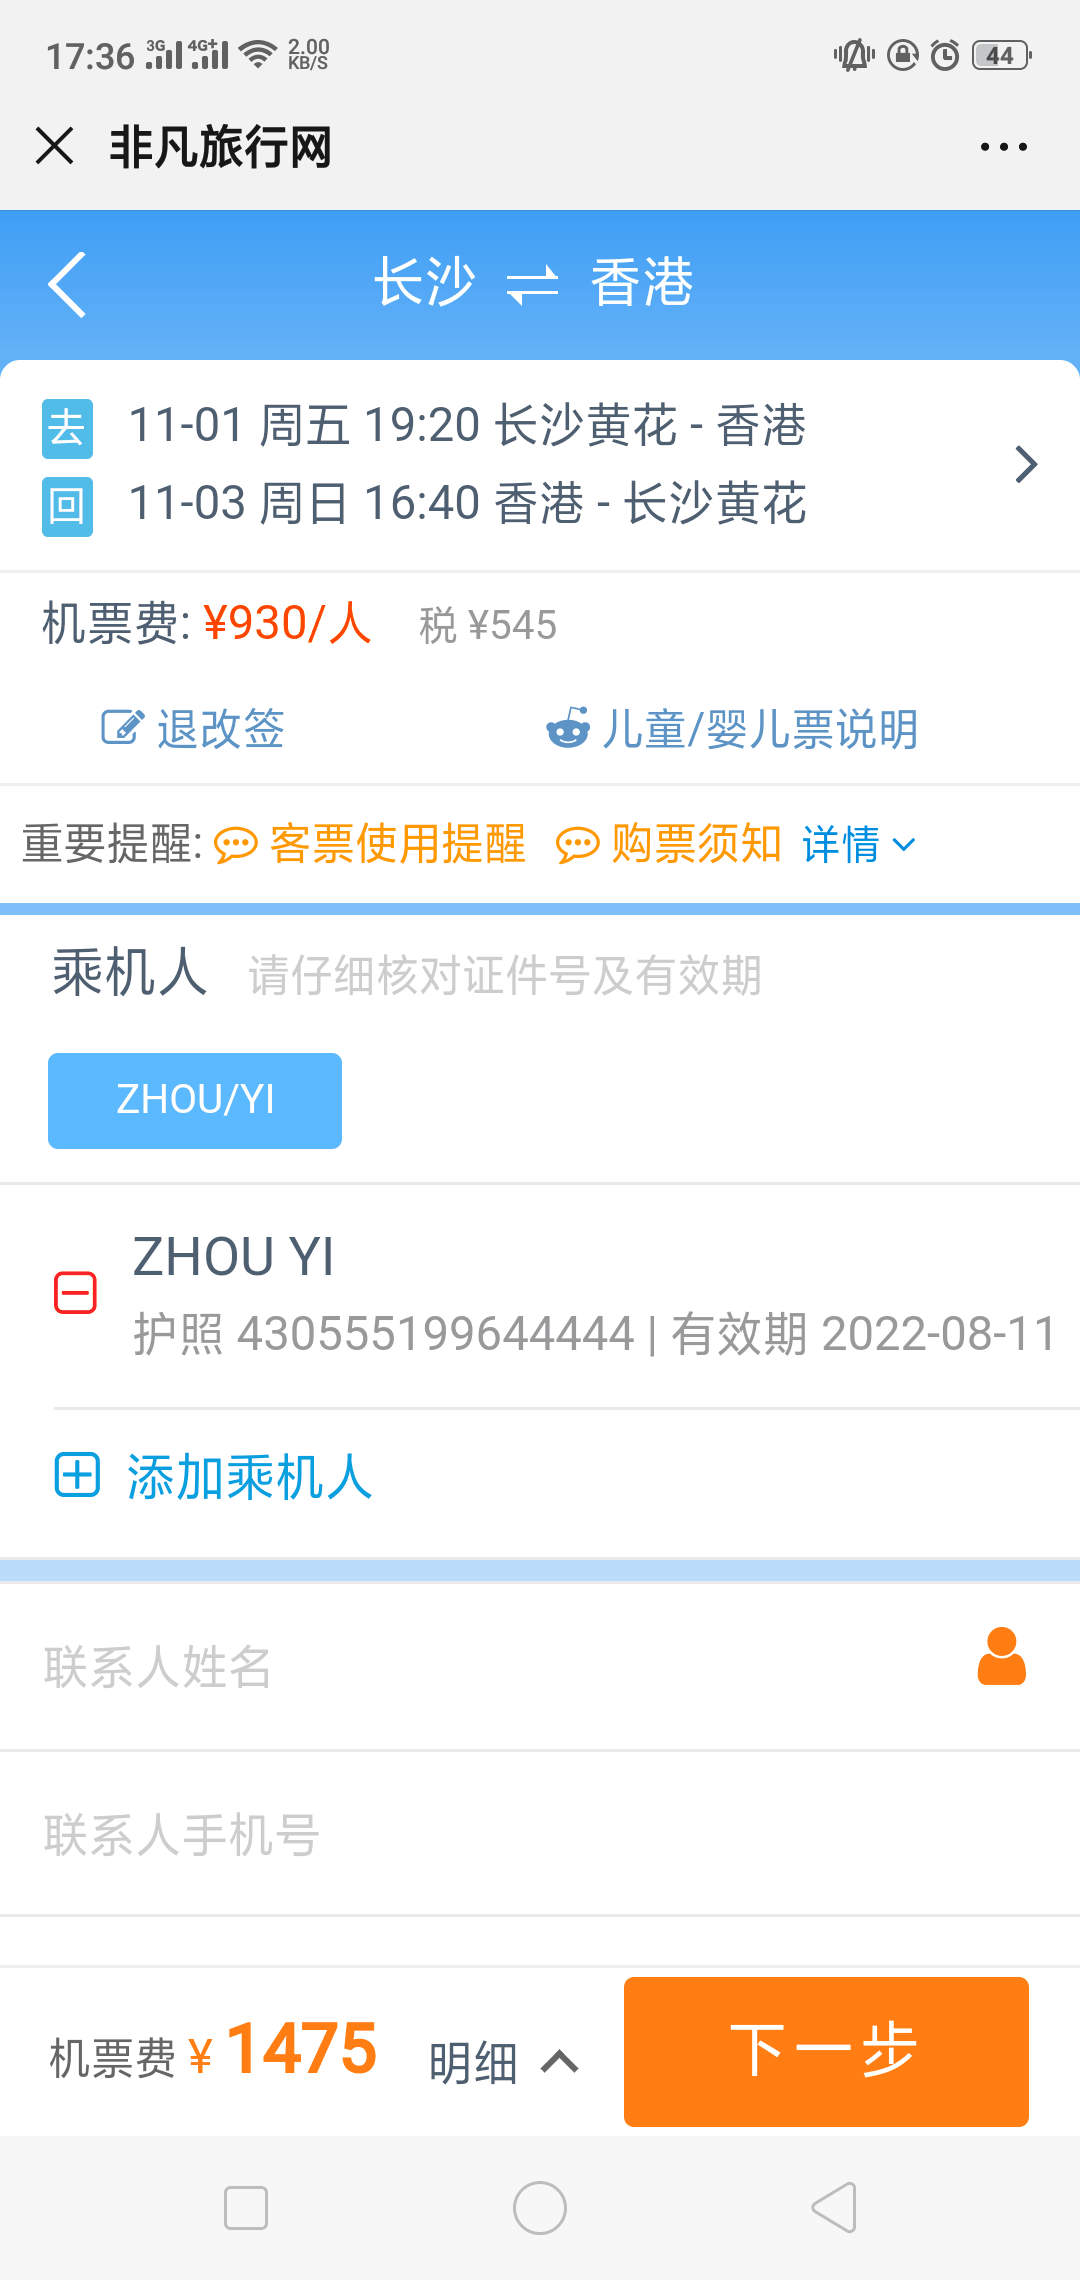 17:36 3G 4G+ 2.00 KB/S 44
非凡旅行网
长沙 香港
去 11-01 周五 19:20 长沙黄花 - 香港
回 11-03 周日 16:40 香港 - 长沙黄花
机票费: ¥930/人 税 ¥545
退改签 儿童/婴儿票说明
重要提醒: 客票使用提醒 购票须知 详情
乘机人 请仔细核对证件号及有效期
ZHOU/YI
ZHOU YI
护照 430555199644444 | 有效期 2022-08-11
添加乘机人
联系人姓名
联系人手机号
机票费 ¥ 1475 明细 下一步